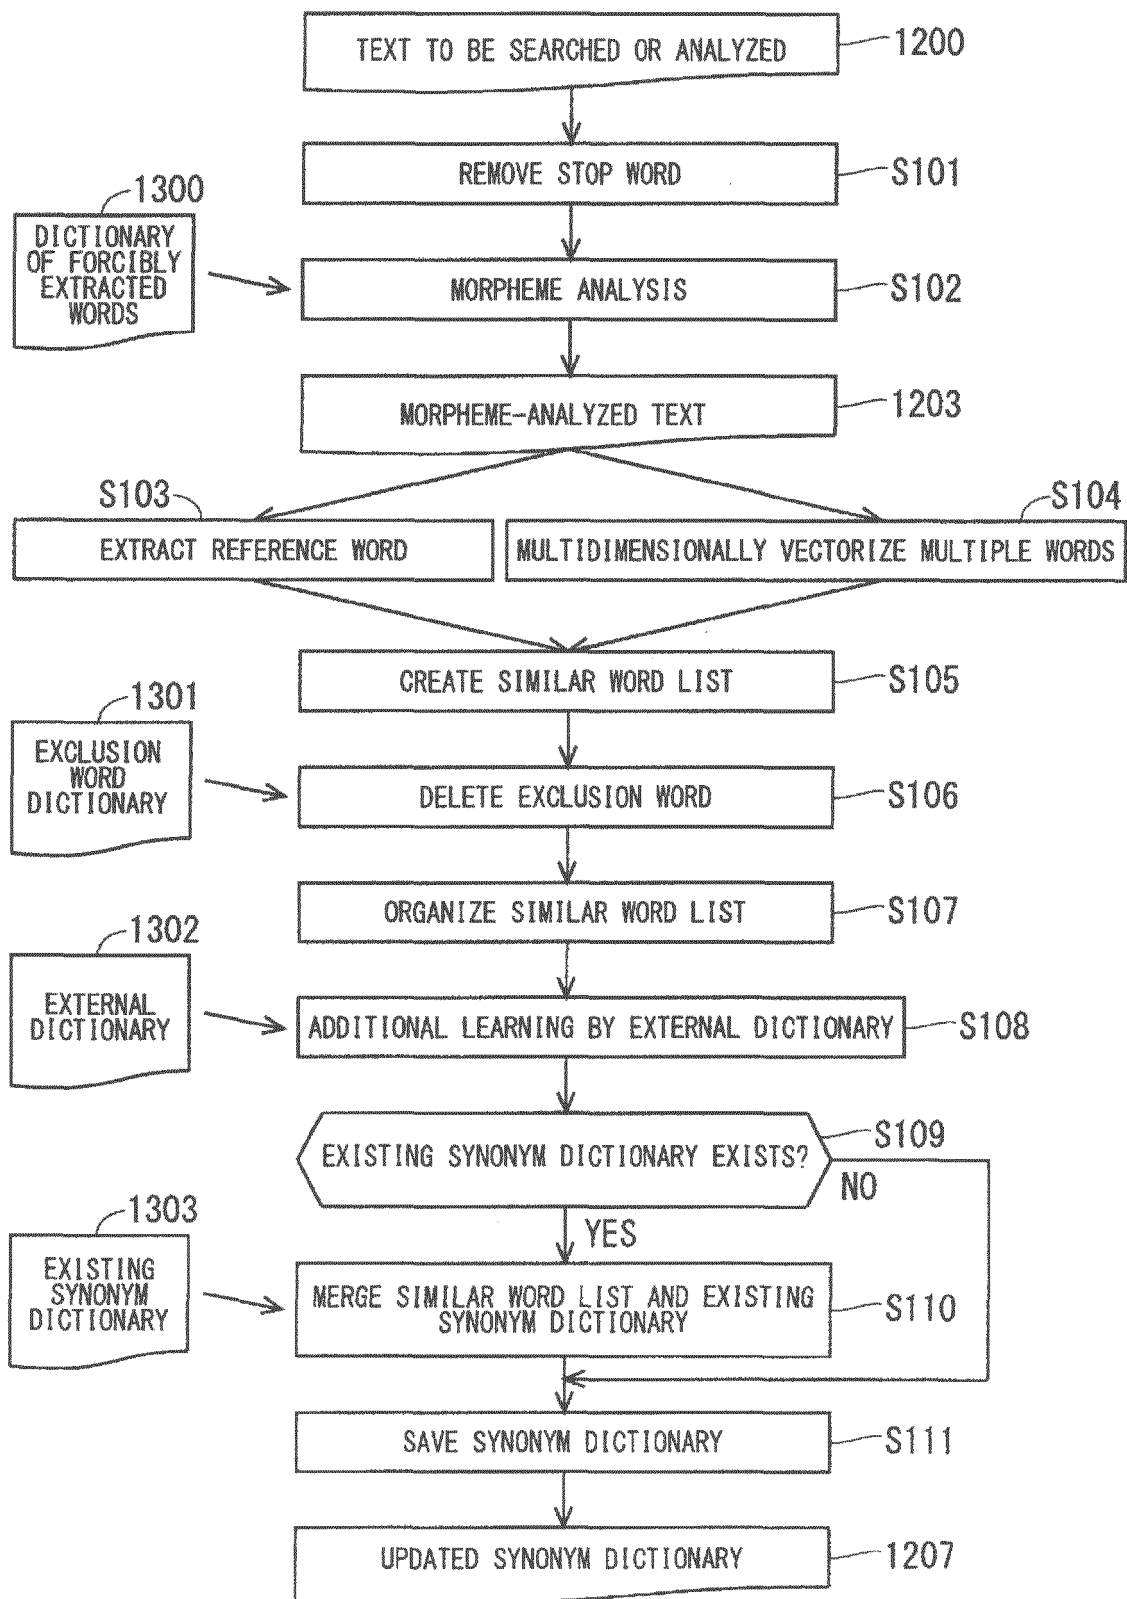 TEXT TO BE SEARCHED OR ANALYZED
1200
REMOVE STOP WORD
S101
1300
DICTIONARY
OF FORCIBLY
EXTRACTED
WORDS
MORPHEME ANALYSIS
S102
MORPHEME-ANALYZED TEXT
1203
S103
EXTRACT REFERENCE WORD
S104
MULTIDIMENSIONALLY VECTORIZE MULTIPLE WORDS
CREATE SIMILAR WORD LIST
S105
1301
EXCLUSION
WORD
DICTIONARY
DELETE EXCLUSION WORD
S106
ORGANIZE SIMILAR WORD LIST
S107
1302
EXTERNAL
DICTIONARY
ADDITIONAL LEARNING BY EXTERNAL DICTIONARY
S108
EXISTING SYNONYM DICTIONARY EXISTS?
S109
NO
YES
1303
EXISTING
SYNONYM
DICTIONARY
MERGE SIMILAR WORD LIST AND EXISTING
SYNONYM DICTIONARY
S110
SAVE SYNONYM DICTIONARY
S111
UPDATED SYNONYM DICTIONARY
1207